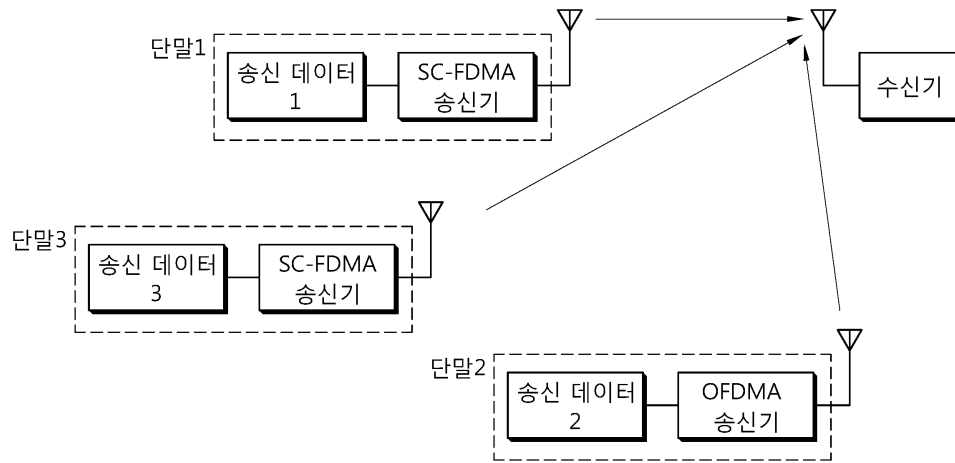 단말1
송신 데이터
1
SC-FDMA
송신기
수신기
단말3
송신 데이터
3
SC-FDMA
송신기
단말2
송신 데이터
2
OFDMA
송신기